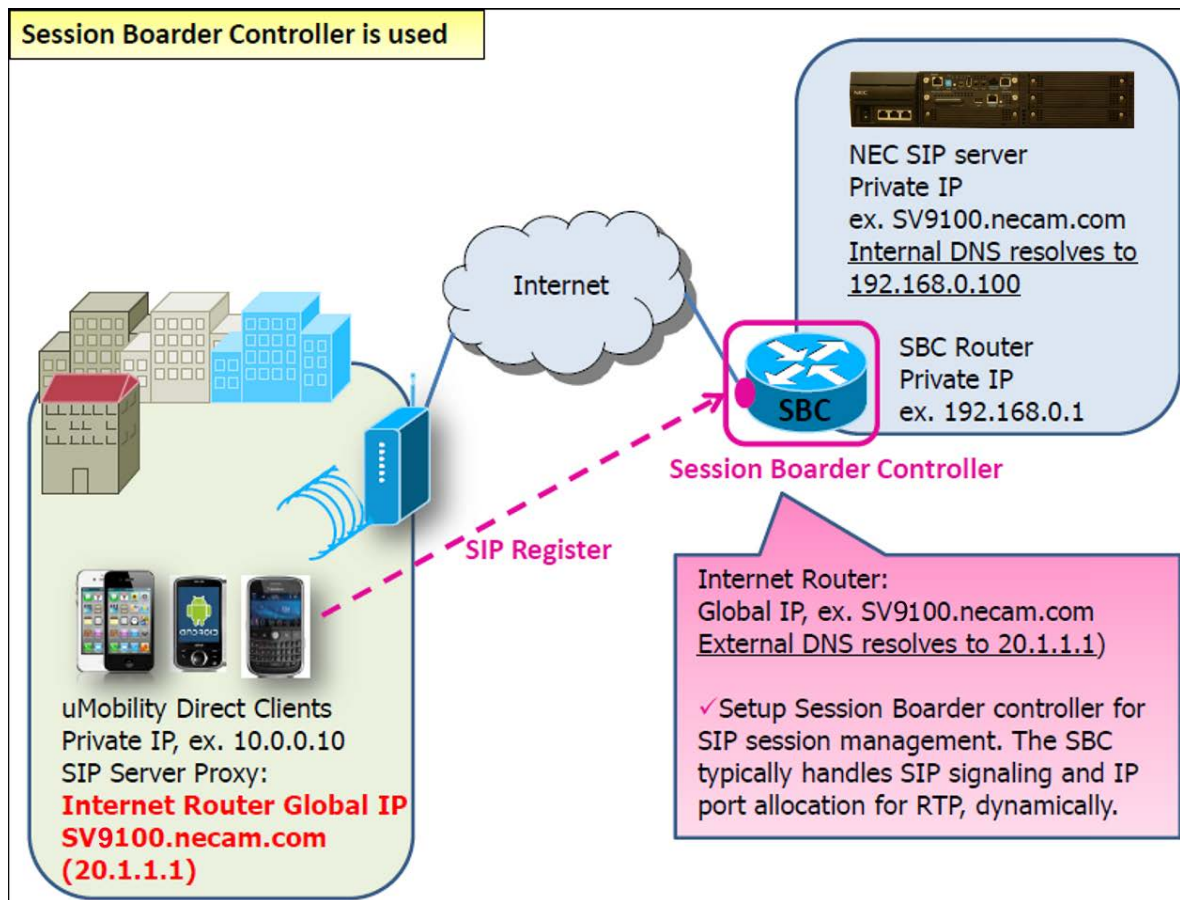 Session Boarder Controller is used
NEC SIP server
Private IP
ex. SV9100.necam.com
Internal DNS resolves to
192.168.0.100
Internet
SBC Router
Private IP
ex. 192.168.0.1
SBC
Session Boarder Controller
SIP Register
Internet Router:
Global IP, ex. SV9100.necam.com
External DNS resolves to 20.1.1.1)
✓Setup Session Boarder controller for
SIP session management. The SBC
typically handles SIP signaling and IP
port allocation for RTP, dynamically.
uMobility Direct Clients
Private IP, ex. 10.0.0.10
SIP Server Proxy:
Internet Router Global IP
SV9100.necam.com
(20.1.1.1)
NEC
ANDROID